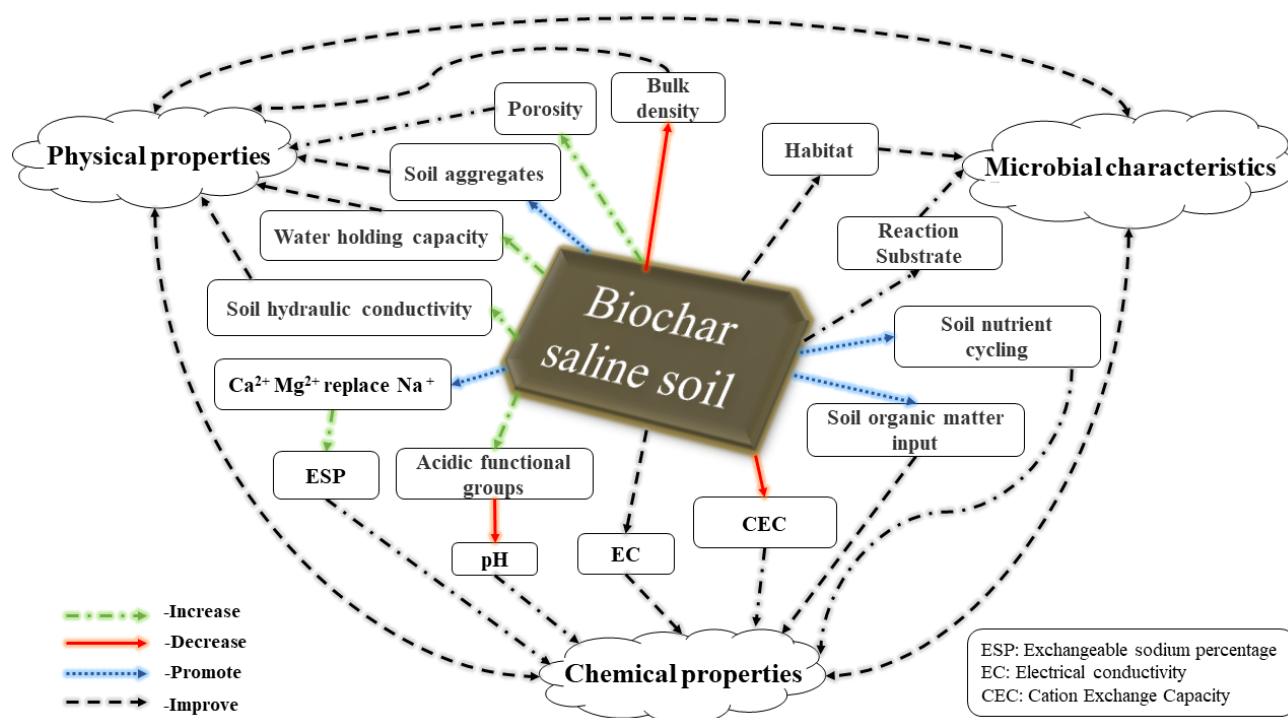 Bulk
density
Porosity
Physical properties
Habitat
Microbial characteristics
Soil aggregates
Water holding capacity
Reaction
Substrate
Soil hydraulic conductivity
Biochar
saline soil
Soil nutrient
cycling
Ca²⁺ Mg²⁺ replace Na⁺
Soil organic matter
input
ESP
Acidic functional
groups
CEC
pH
EC
Chemical properties
-Increase
-Decrease
-Promote
-Improve
ESP: Exchangeable sodium percentage
EC: Electrical conductivity
CEC: Cation Exchange Capacity